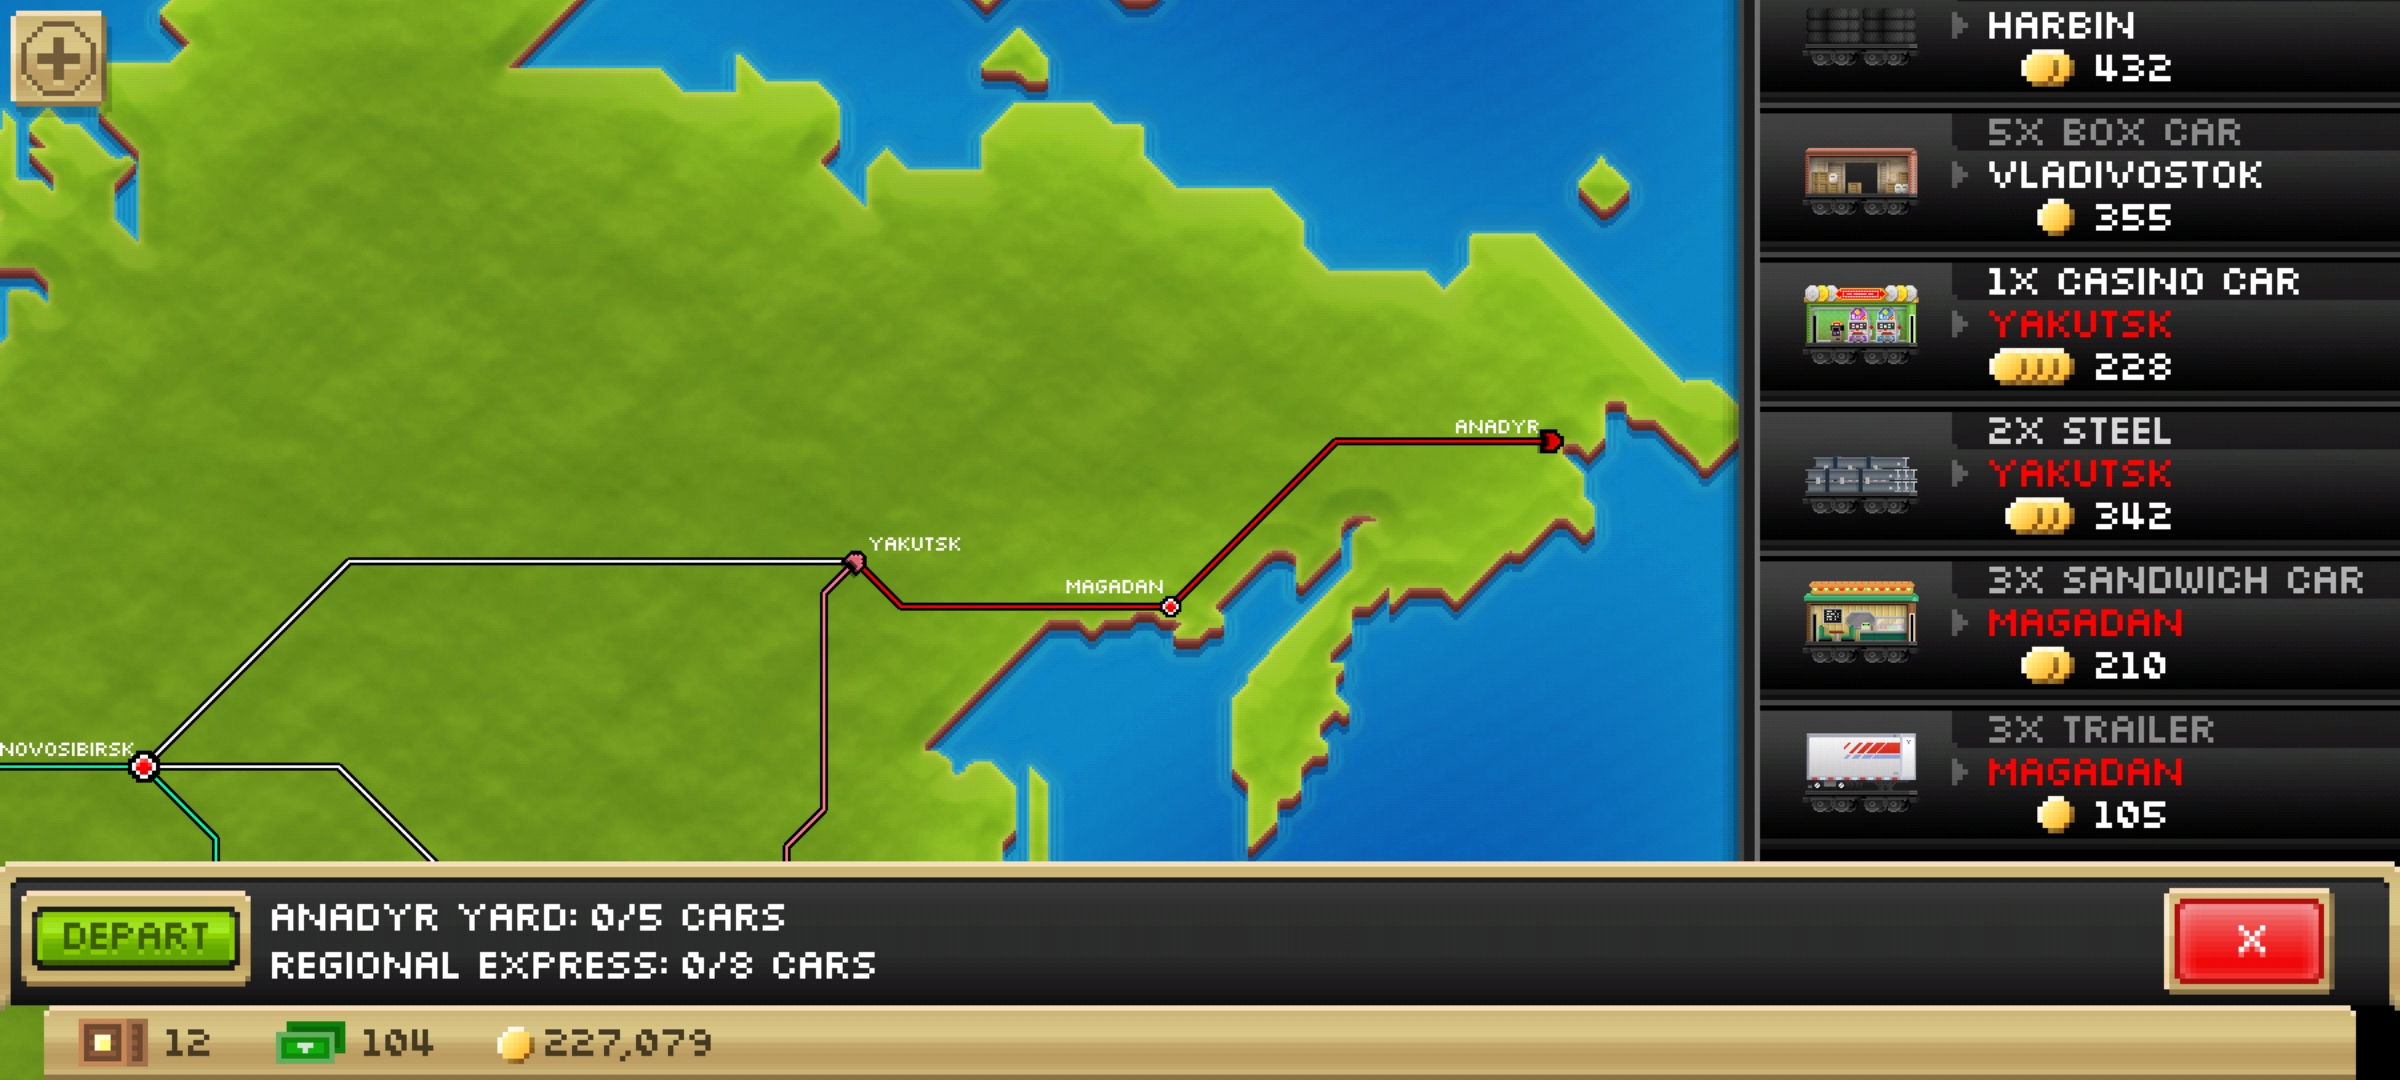 HARBIN
432
5X BOX CAR
VLADIVOSTOK
355
1X CASINO CAR
YAKUTSK
228
2X STEEL
YAKUTSK
342
3X SANDWICH CAR
MAGADAN
210
3X TRAILER
MAGADAN
105
ANADYR
YAKUTSK
MAGADAN
NOVOSIBIRSK
DEPART
ANADYR YARD: 0/5 CARS
REGIONAL EXPRESS: 0/8 CARS
X
12
104
227,079